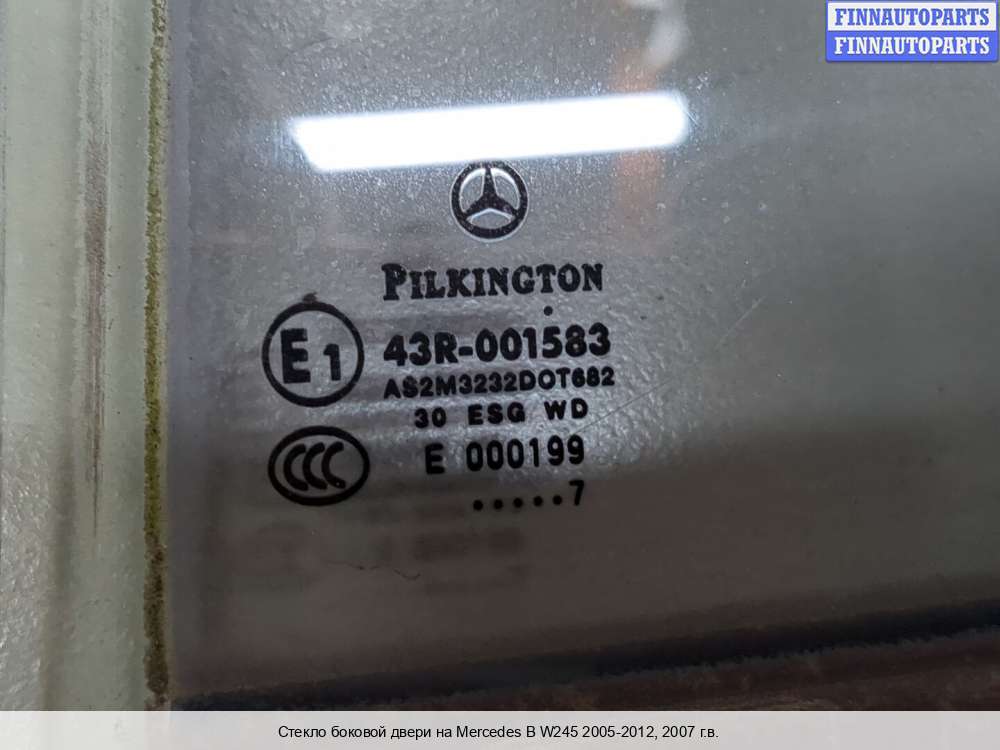 FINNAUTOPARTS
FINNAUTOPARTS
PILKINGTON
E1 43R-001583
AS2M3232DOT682
30 ESG WD
CCC E 000199
.....7
Стекло боковой двери на Mercedes B W245 2005-2012, 2007 г.в.